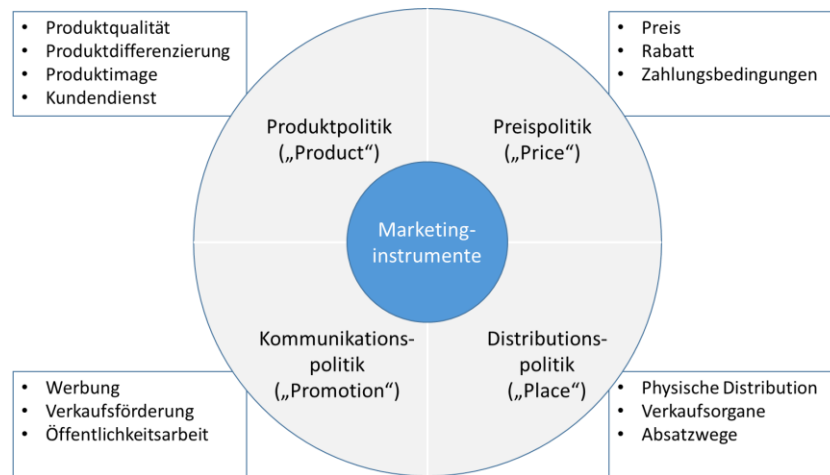 • Produktqualität
• Produktdifferenzierung
• Produktimage
• Kundendienst
• Preis
• Rabatt
• Zahlungsbedingungen
Produktpolitik
(„Product“)
Preispolitik
(„Price“)
Marketing-
instrumente
Kommunikations-
politik
(„Promotion“)
Distributions-
politik
(„Place“)
• Werbung
• Verkaufsförderung
• Öffentlichkeitsarbeit
• Physische Distribution
• Verkaufsorgane
• Absatzwege